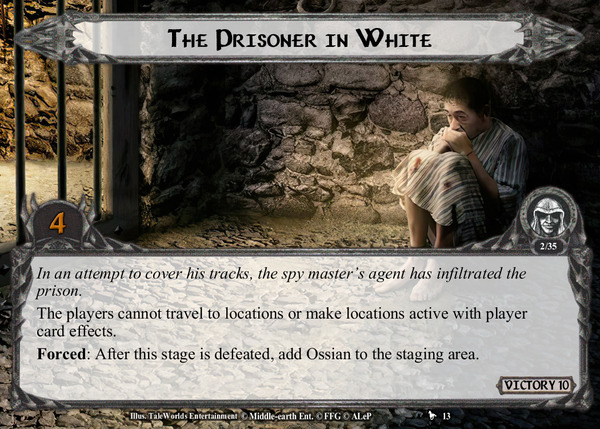 The Prisoner in White
4
2/35
In an attempt to cover his tracks, the spy master's agent has infiltrated the
prison.
The players cannot travel to locations or make locations active with player
card effects.
Forced: After this stage is defeated, add Ossian to the staging area.
VICTORY 10
Illus. TaleWorlds Entertainment © Middle-earth Ent. © FFG © ALeP 13